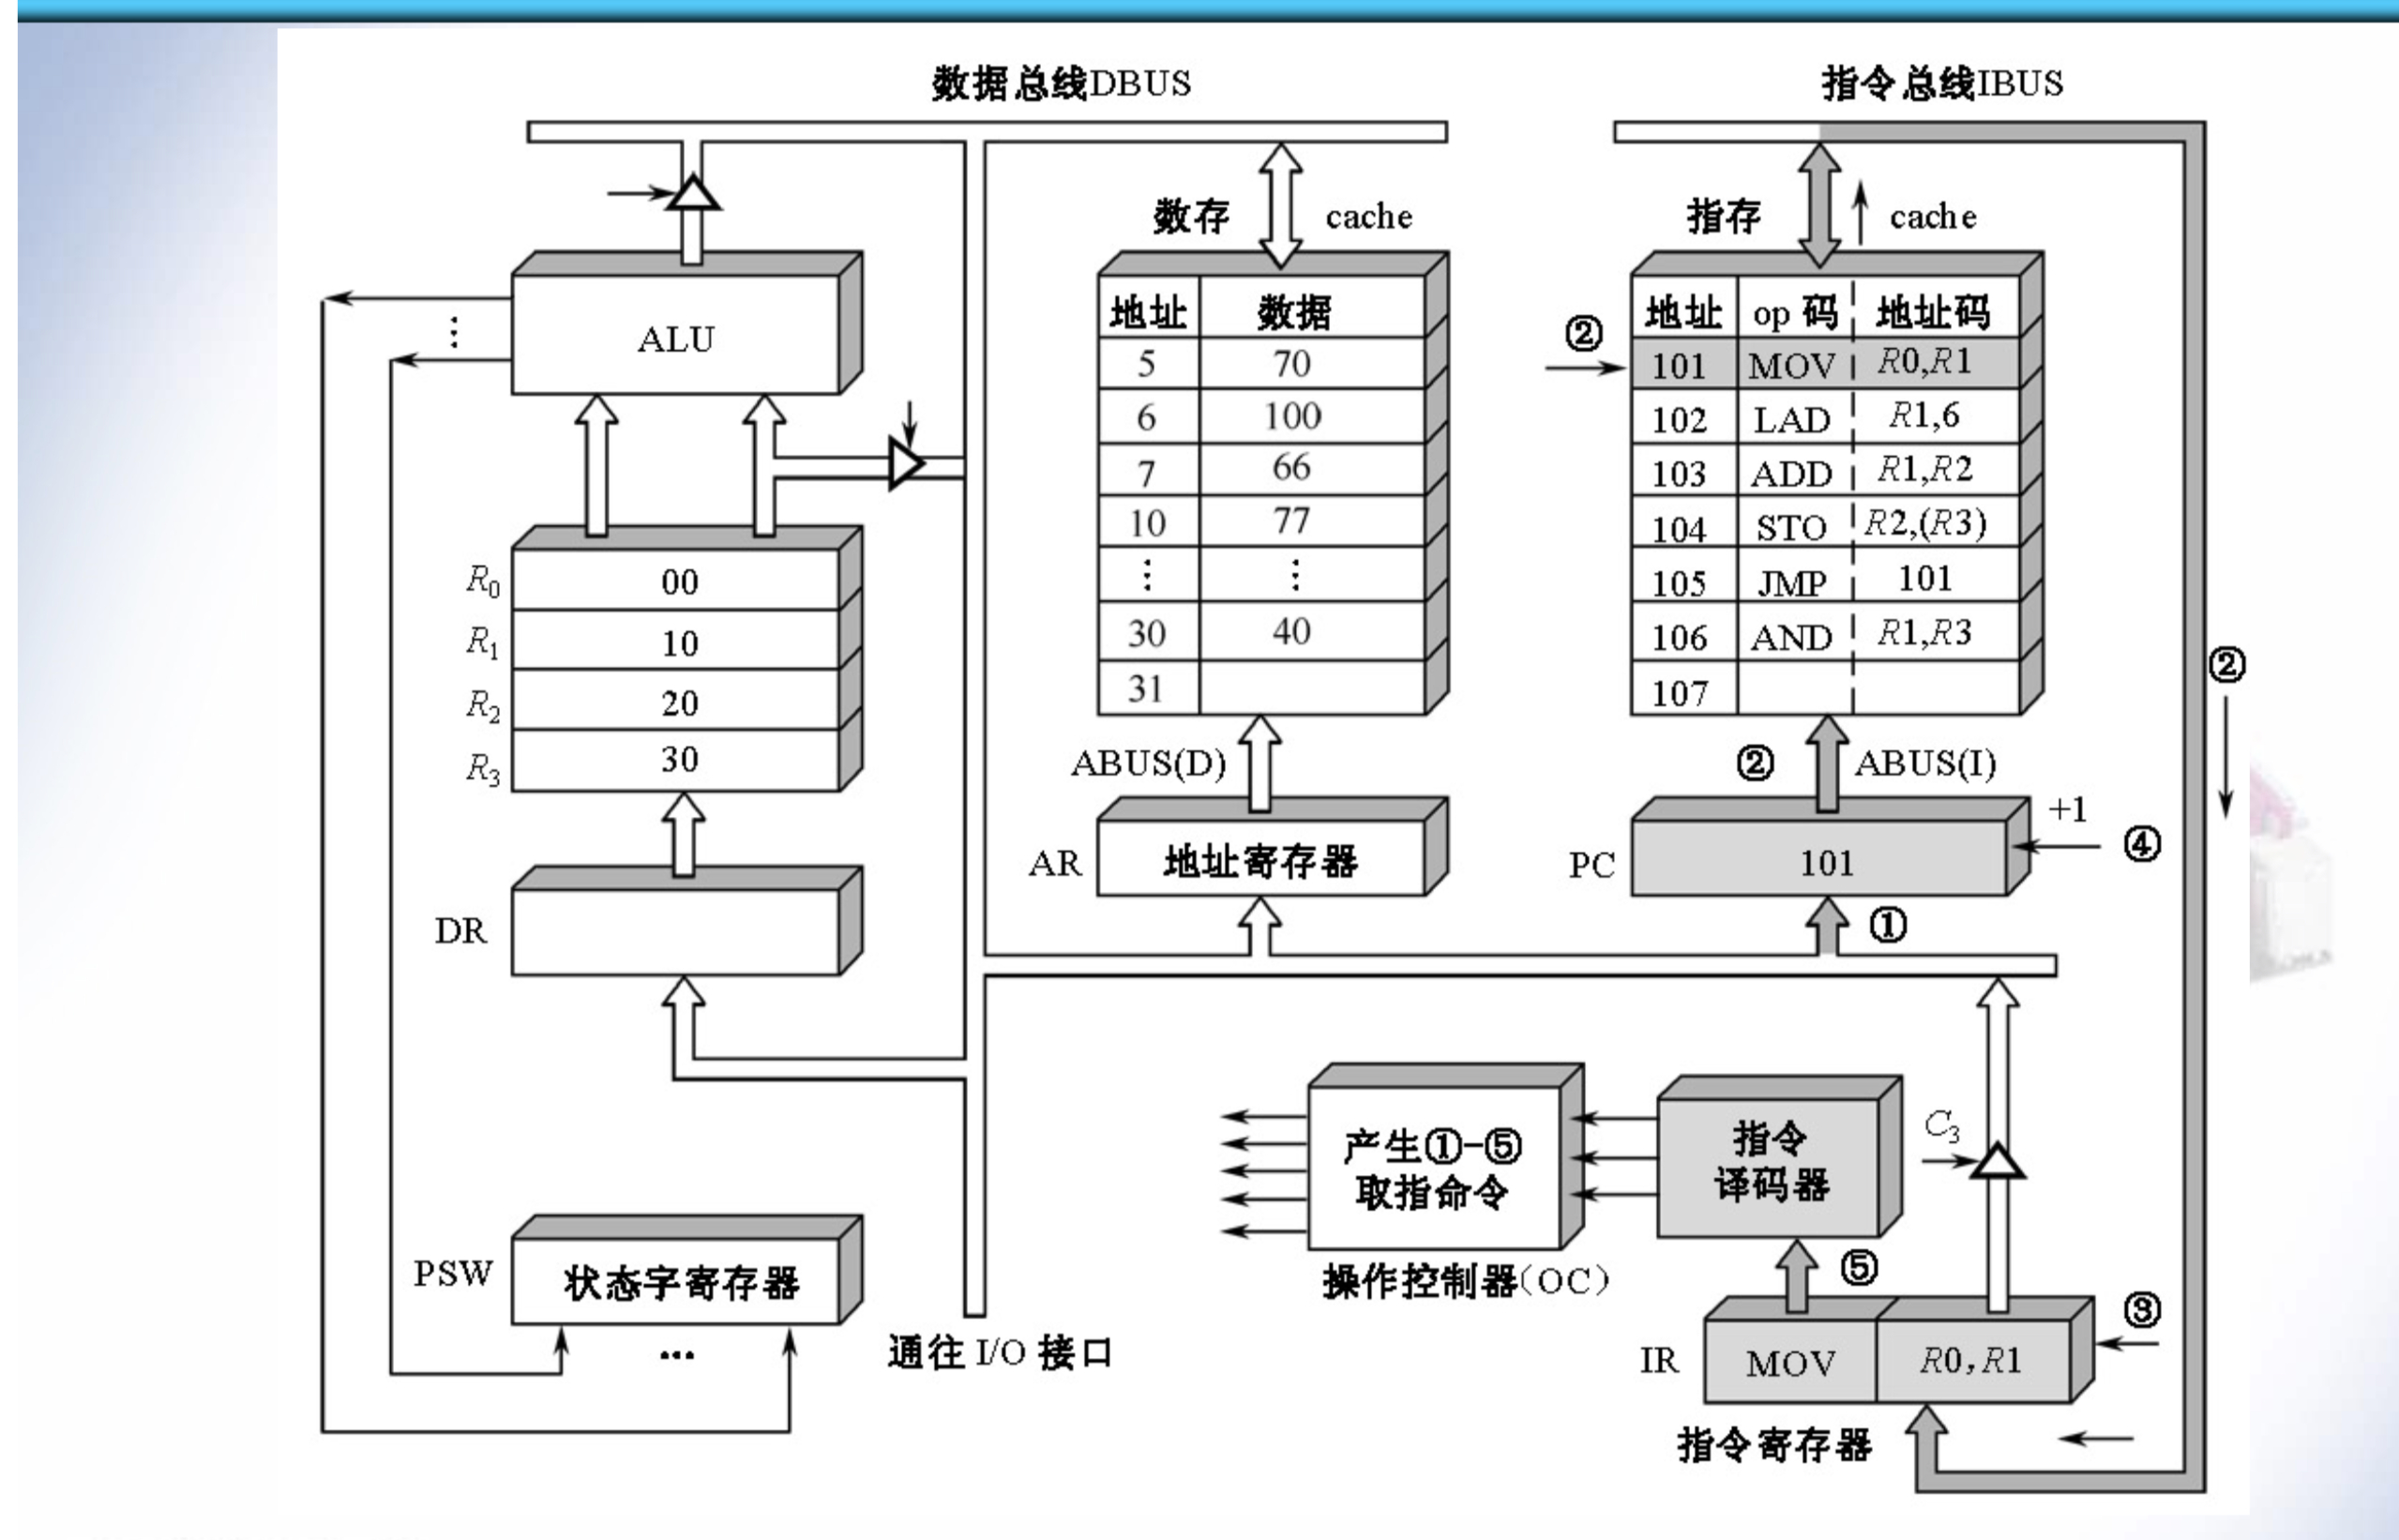 数据总线DBUS
指令总线IBUS
数存 cache
指存 cache
ALU
⋮
地址 数据
5 70
6 100
7 66
10 77
⋮ ⋮
30 40
31
②
地址 op 码 地址码
101 MOV R0,R1
102 LAD R1,6
103 ADD R1,R2
104 STO R2,(R3)
105 JMP 101
106 AND R1,R3
107
②
R0 00
R1 10
R2 20
R3 30
ABUS(D)
② ABUS(I)
AR 地址寄存器
PC 101
+1
④
①
DR
产生①-⑤
取指命令
操作控制器(OC)
指令
译码器
C3
⑤
③
PSW 状态字寄存器
…
通往 I/O 接口
IR MOV R0,R1
指令寄存器